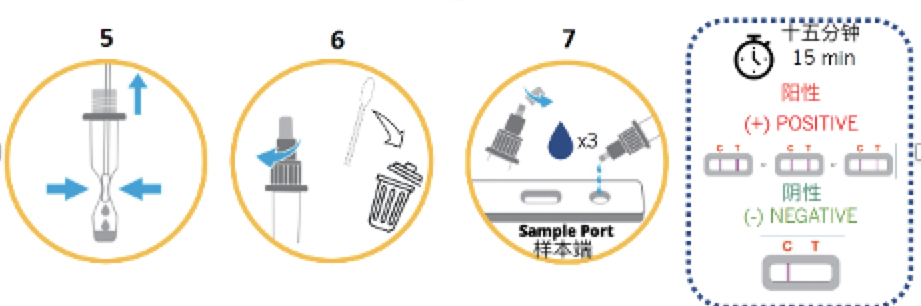 5
6
7
x3
Sample Port
样本端
十五分钟
15 min
阳性
(+) POSITIVE
C T
C T
C T
阴性
(-) NEGATIVE
C T